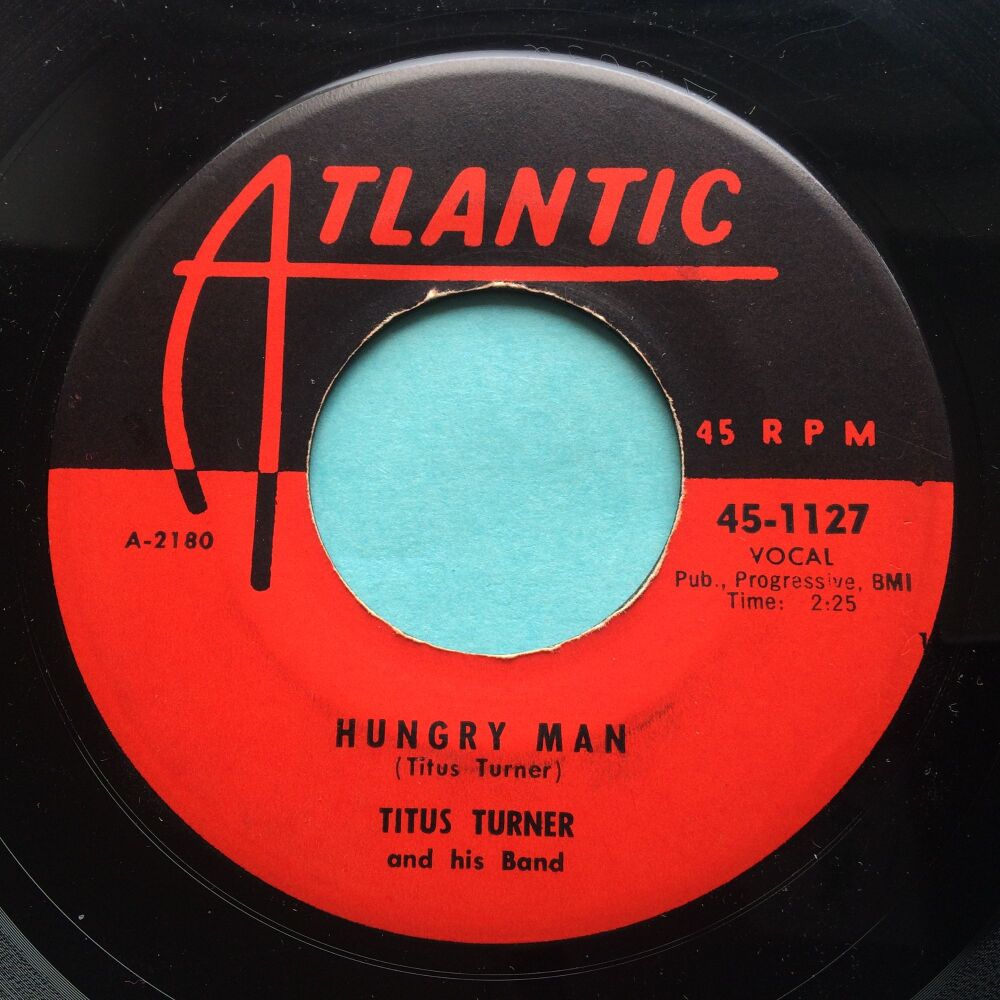 ATLANTIC
45 RPM
A-2180
45-1127
VOCAL
Pub., Progressive, BMI
Time: 2:25
HUNGRY MAN
(Titus Turner)
TITUS TURNER
and his Band